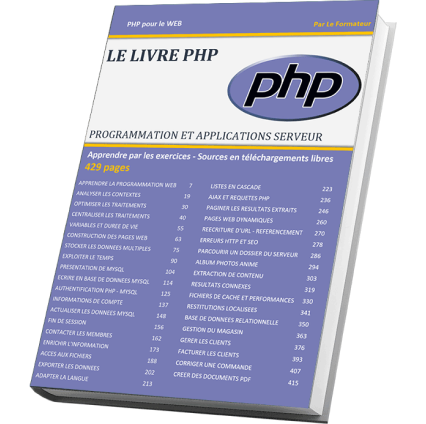 PHP pour le WEB
Par Le Formateur
LE LIVRE PHP
php
PROGRAMMATION ET APPLICATIONS SERVEUR
Apprendre par les exercices - Sources en téléchargements libres
429 pages
APPRENDRE LA PROGRAMMATION WEB 7
ANALYSER LES CONTEXTES 19
OPTIMISER LES TRAITEMENTS 30
CENTRALISER LES TRAITEMENTS 40
VARIABLES ET DUREE DE VIE 55
CONSTRUCTION DES PAGES WEB 63
STOCKER LES DONNEES MULTIPLES 75
EXPLOITER LE TEMPS 90
PRESENTATION DE MYSQL 104
ECRIRE EN BASE DE DONNEES MYSQL 114
AUTHENTIFICATION PHP - MYSQL 125
INFORMATIONS DE COMPTE 137
ACTUALISER LES DONNEES MYSQL 148
FIN DE SESSION 156
CONTACTER LES MEMBRES 162
ENRICHIR L'INFORMATION 173
ACCES AUX FICHIERS 188
EXPORTER LES DONNEES 202
ADAPTER LA LANGUE 213
LISTES EN CASCADE 223
AJAX ET REQUETES PHP 236
PAGINER LES RESULTATS EXTRAITS 246
PAGES WEB DYNAMIQUES 260
REECRITURE D'URL - REFERENCEMENT 270
ERREURS HTTP ET SEO 278
PARCOURIR UN DOSSIER DU SERVEUR 286
ALBUM PHOTOS ANIME 294
EXTRACTION DE CONTENU 303
RESULTATS CONNEXES 319
FICHIERS DE CACHE ET PERFORMANCES 330
RESTITUTIONS LOCALISEES 341
BASE DE DONNEES RELATIONNELLE 350
GESTION DU MAGASIN 363
GERER LES CLIENTS 376
FACTURER LES CLIENTS 393
CORRIGER UNE COMMANDE 407
CREER DES DOCUMENTS PDF 415